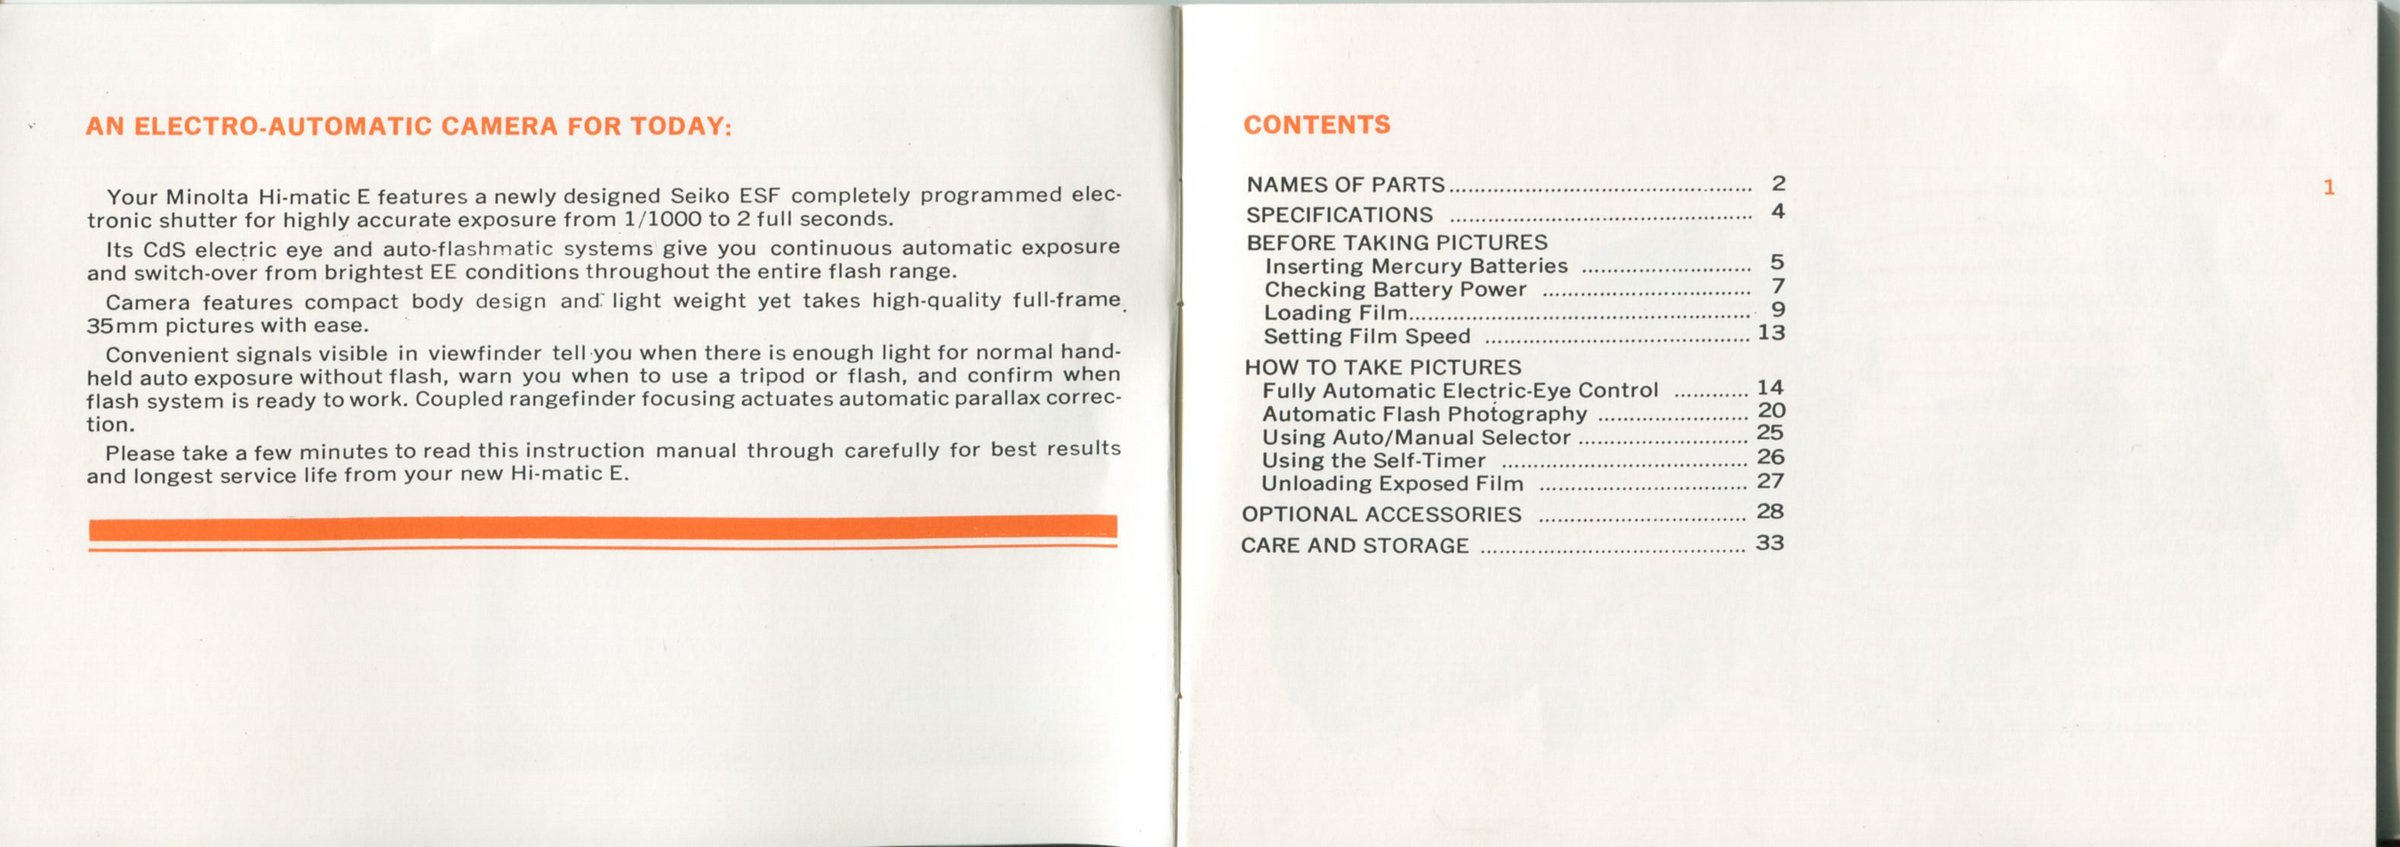 AN ELECTRO-AUTOMATIC CAMERA FOR TODAY:
Your Minolta Hi-matic E features a newly designed Seiko ESF completely programmed elec-
tronic shutter for highly accurate exposure from 1/1000 to 2 full seconds.
Its CdS electric eye and auto-flashmatic systems give you continuous automatic exposure
and switch-over from brightest EE conditions throughout the entire flash range.
Camera features compact body design and light weight yet takes high-quality full-frame
35mm pictures with ease.
Convenient signals visible in viewfinder tell you when there is enough light for normal hand-
held auto exposure without flash, warn you when to use a tripod or flash, and confirm when
flash system is ready to work. Coupled rangefinder focusing actuates automatic parallax correc-
tion.
Please take a few minutes to read this instruction manual through carefully for best results
and longest service life from your new Hi-matic E.
CONTENTS
NAMES OF PARTS ................................................ 2
SPECIFICATIONS ................................................ 4
BEFORE TAKING PICTURES
Inserting Mercury Batteries ........................... 5
Checking Battery Power ................................. 7
Loading Film...................................................... 9
Setting Film Speed .......................................... 13
HOW TO TAKE PICTURES
Fully Automatic Electric-Eye Control ............ 14
Automatic Flash Photography ........................ 20
Using Auto/Manual Selector ........................... 25
Using the Self-Timer ....................................... 26
Unloading Exposed Film ................................. 27
OPTIONAL ACCESSORIES ................................. 28
CARE AND STORAGE .......................................... 33
1